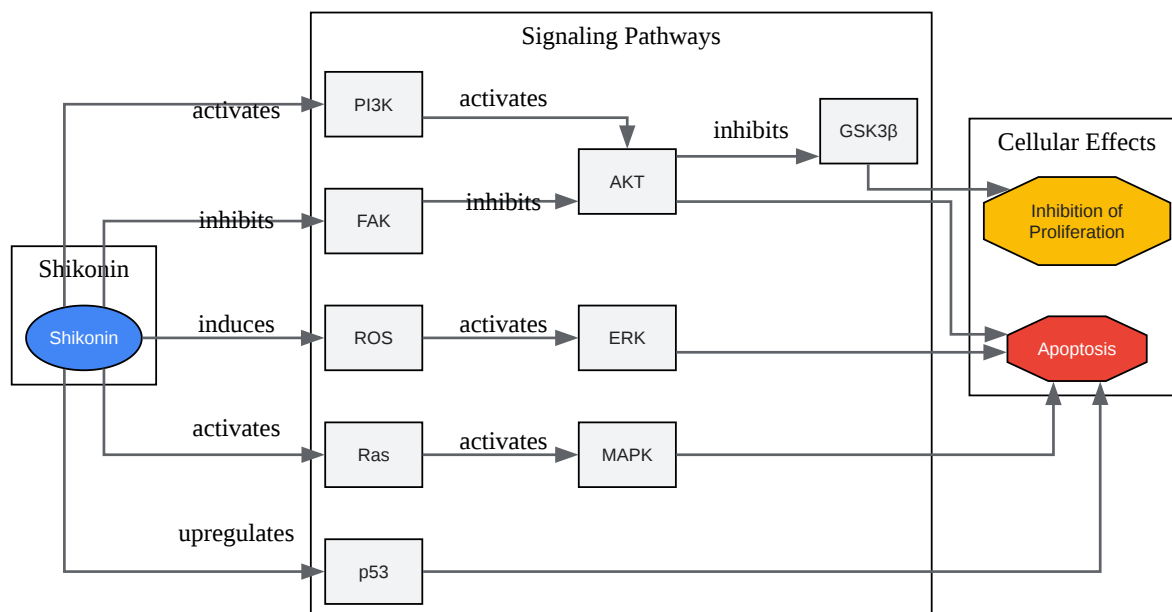 Signaling Pathways
activates
PI3K
activates
inhibits
GSK3β
Cellular Effects
AKT
inhibits
FAK
inhibits
Inhibition of
Proliferation
Shikonin
Shikonin
induces
ROS
activates
ERK
Apoptosis
activates
Ras
activates
MAPK
upregulates
p53